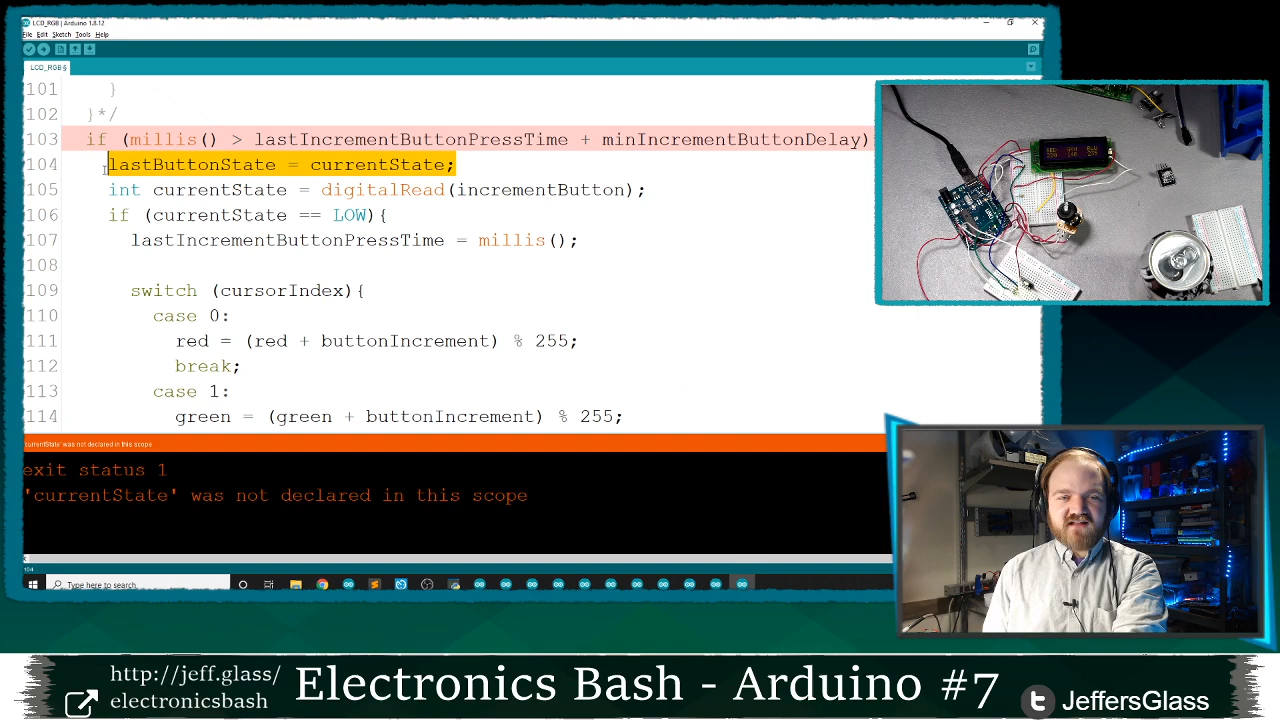 LCD_RGB | Arduino 1.8.12
File Edit Sketch Tools Help
LCD_RGB §
101 }
102 }*/
103 if (millis() > lastIncrementButtonPressTime + minIncrementButtonDelay)
104 lastButtonState = currentState;
105 int currentState = digitalRead(incrementButton);
106 if (currentState == LOW){
107 lastIncrementButtonPressTime = millis();
108
109 switch (cursorIndex){
110 case 0:
111 red = (red + buttonIncrement) % 255;
112 break;
113 case 1:
114 green = (green + buttonIncrement) % 255;
'currentState' was not declared in this scope
exit status 1
'currentState' was not declared in this scope
104
Type here to search
http://jeff.glass/
electronicsbash
Electronics Bash - Arduino #7
JeffersGlass